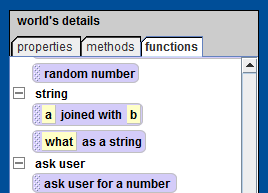 world's details
properties methods functions
random number
string
a joined with b
what as a string
ask user
ask user for a number